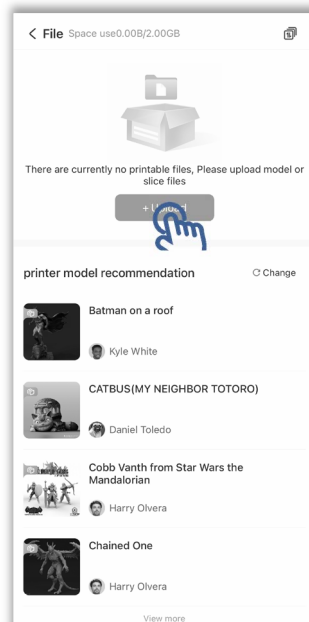 File Space use0.00B/2.00GB
There are currently no printable files, Please upload model or
slice files
+ Upload
printer model recommendation
Change
Batman on a roof
Kyle White
CATBUS(MY NEIGHBOR TOTORO)
Daniel Toledo
Cobb Vanth from Star Wars the
Mandalorian
Harry Olvera
Chained One
Harry Olvera
View more